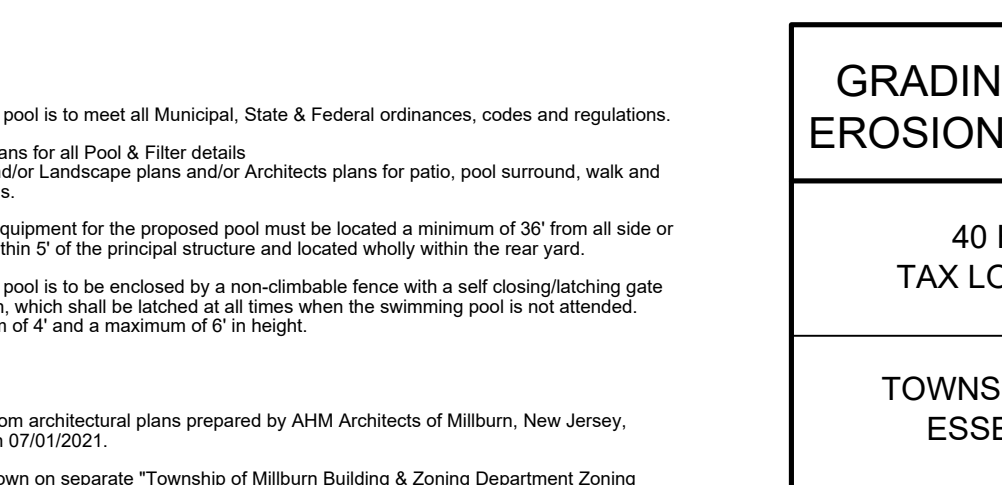 pool is to meet all Municipal, State & Federal ordinances, codes and regulations.
ans for all Pool & Filter details
d/or Landscape plans and/or Architects plans for patio, pool surround, walk and
s.
quipment for the proposed pool must be located a minimum of 36' from all side or
thin 5' of the principal structure and located wholly within the rear yard.
pool is to be enclosed by a non-climbable fence with a self closing/latching gate
, which shall be latched at all times when the swimming pool is not attended.
of 4' and a maximum of 6' in height.
om architectural plans prepared by AHM Architects of Millburn, New Jersey,
07/01/2021.
own on separate "Township of Millburn Building & Zoning Department Zoning
GRADIN
EROSION
40
TAX LO
TOWNS
ESSE